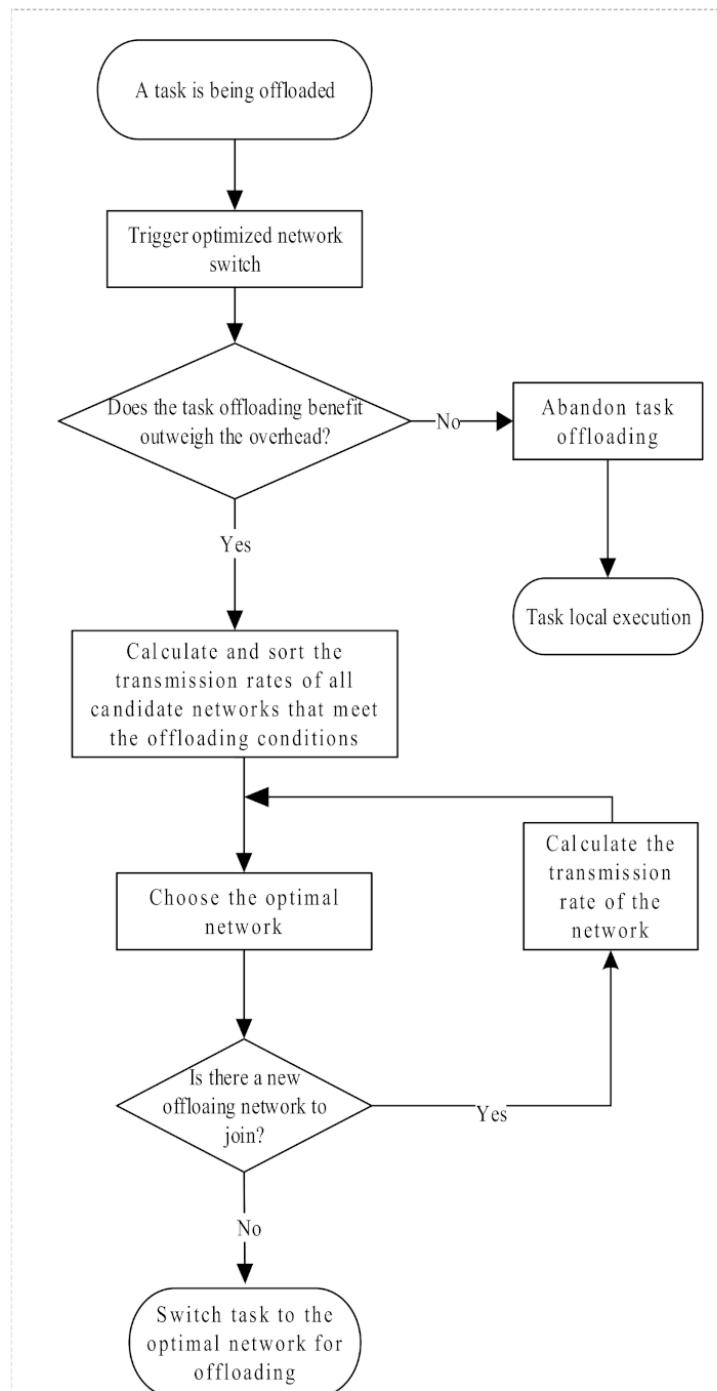 A task is being offloaded
Trigger optimized network
switch
Does the task offloading benefit
outweigh the overhead?
No
Abandon task
offloading
Yes
Task local execution
Calculate and sort the
transmission rates of all
candidate networks that meet
the offloading conditions
Calculate the
transmission
rate of the
network
Choose the optimal
network
Is there a new
offloaing network to
join?
Yes
No
Switch task to the
optimal network for
offloading